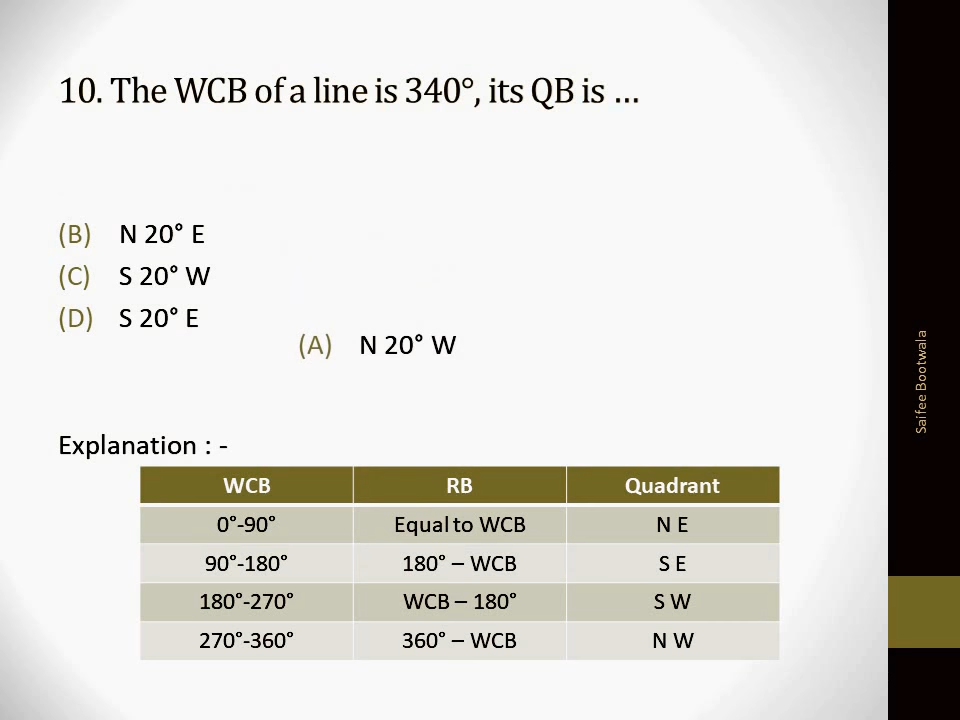 10. The WCB of a line is 340°, its QB is …
(B) N 20° E
(C) S 20° W
(D) S 20° E
(A) N 20° W
Explanation : -
WCB RB Quadrant
0°-90° Equal to WCB N E
90°-180° 180° – WCB S E
180°-270° WCB – 180° S W
270°-360° 360° – WCB N W
Saifee Bootwala